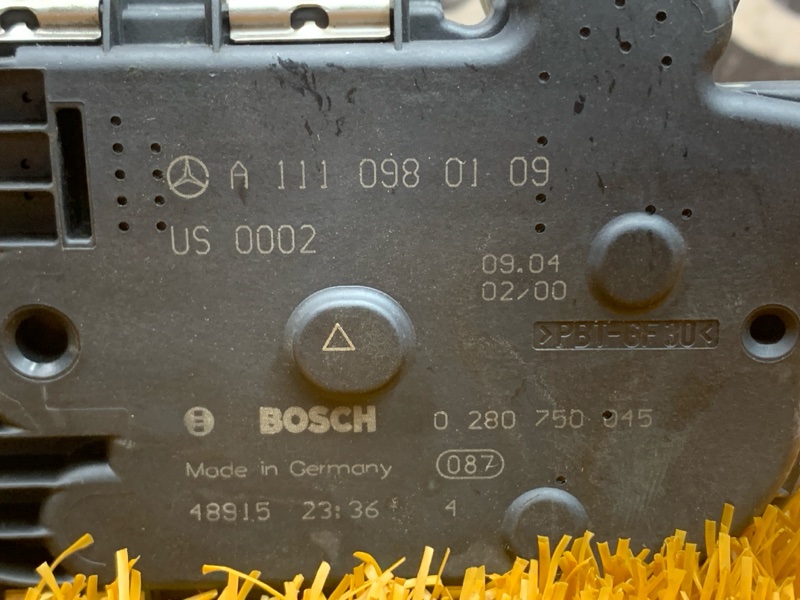 A 111 098 01 09
US 0002
09.04
02/00
>PBT-GF30<
BOSCH 0 280 750 045
Made in Germany 087
48915 23:36 4